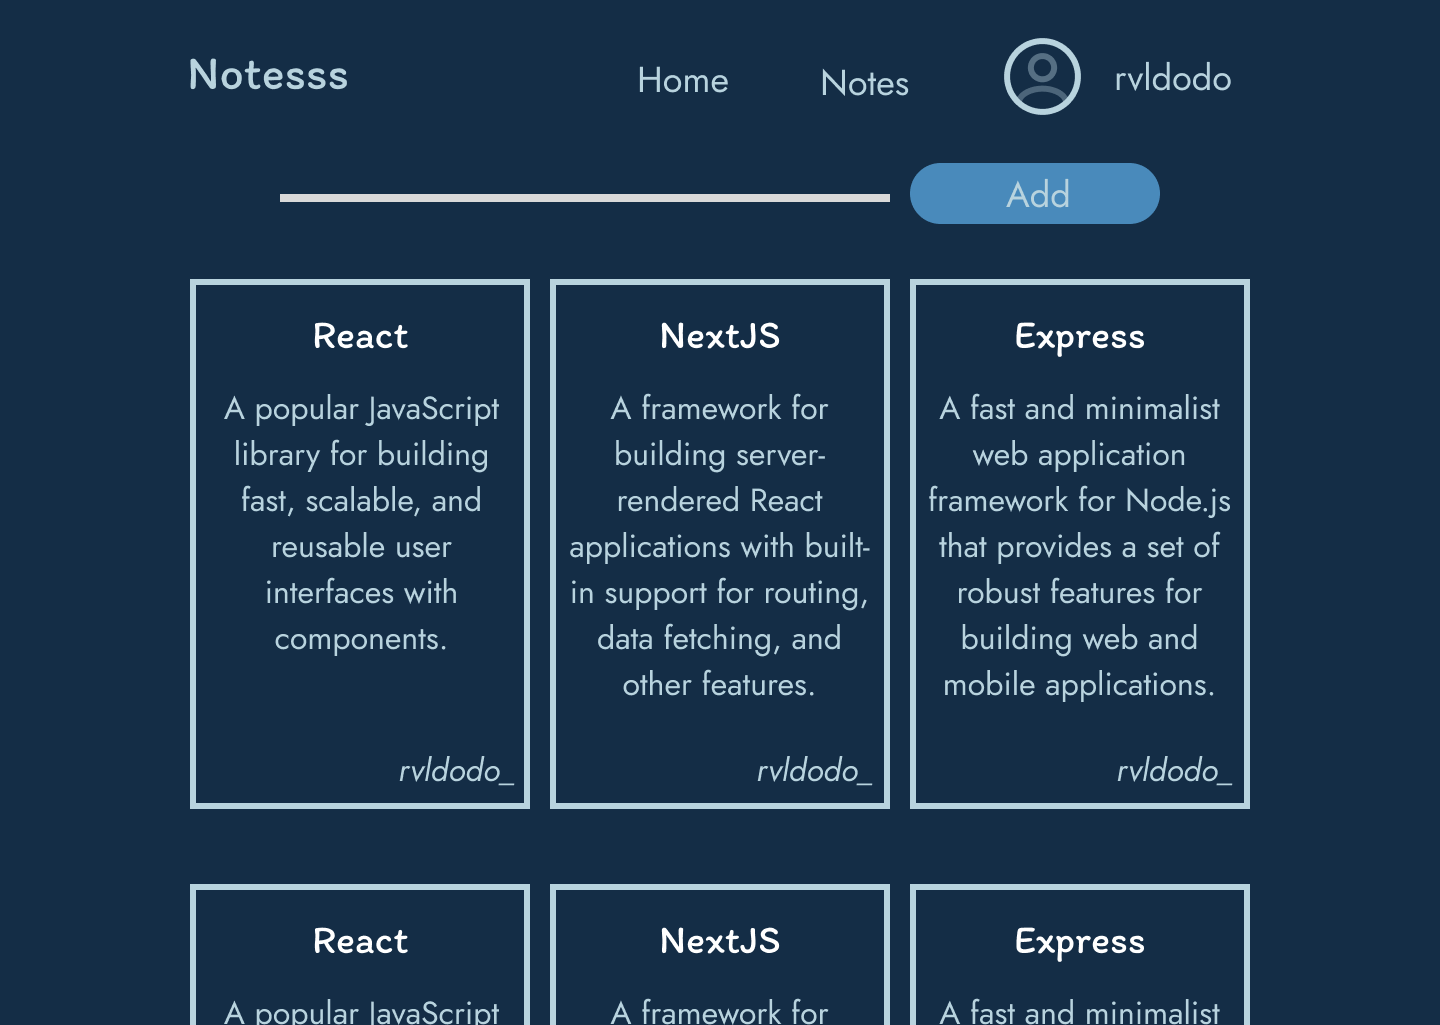 Notesss
Home
Notes
rvldodo
Add
React
A popular JavaScript
library for building
fast, scalable, and
reusable user
interfaces with
components.
rvldodo_
NextJS
A framework for
building server-
rendered React
applications with built-
in support for routing,
data fetching, and
other features.
rvldodo_
Express
A fast and minimalist
web application
framework for Node.js
that provides a set of
robust features for
building web and
mobile applications.
rvldodo_
React
A popular JavaScript
NextJS
A framework for
Express
A fast and minimalist